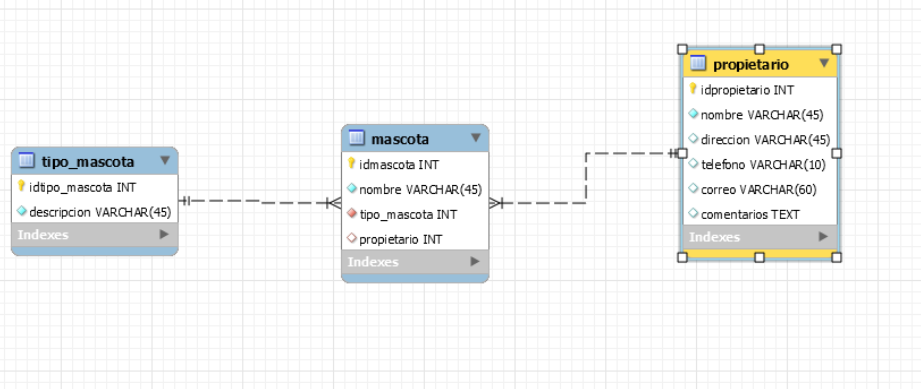 tipo_mascota
idtipo_mascota INT
descripcion VARCHAR(45)
Indexes
mascota
idmascota INT
nombre VARCHAR(45)
tipo_mascota INT
propietario INT
Indexes
propietario
idpropietario INT
nombre VARCHAR(45)
direccion VARCHAR(45)
telefono VARCHAR(10)
correo VARCHAR(60)
comentarios TEXT
Indexes